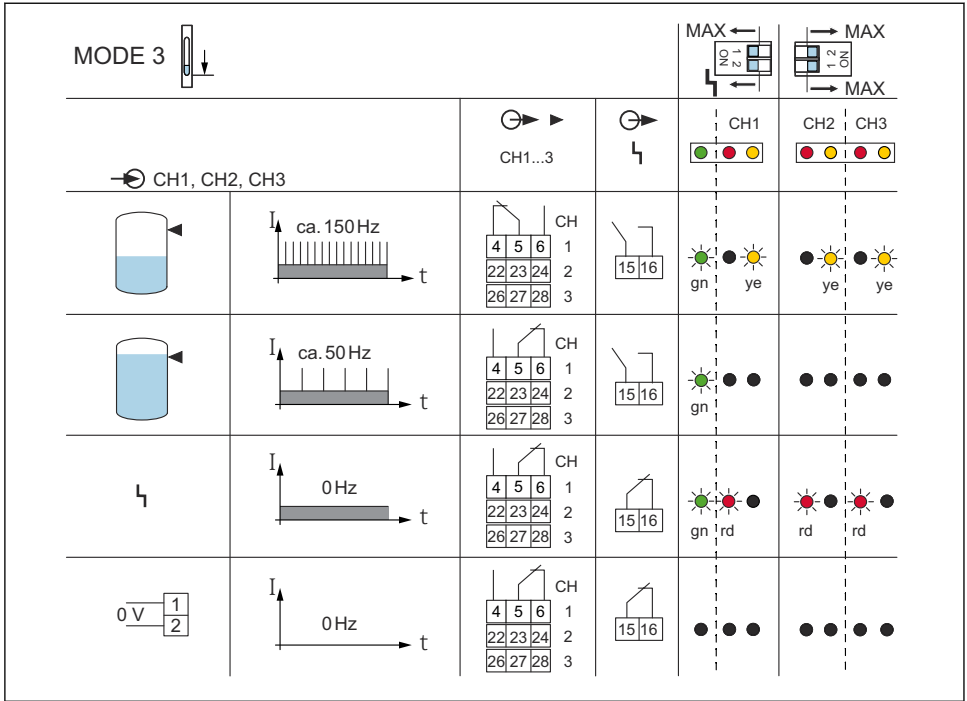 MAX MAX
MODE 3
1 2 ON 1 2 ON
MAX
CH1 CH2 CH3
CH1...3
CH1, CH2, CH3
I ca. 150 Hz t
CH
4 5 6 1
22 23 24 2
26 27 28 3
15 16
gn ye ye ye
I ca. 50 Hz t
CH
4 5 6 1
22 23 24 2
26 27 28 3
15 16
gn
I 0 Hz t
CH
4 5 6 1
22 23 24 2
26 27 28 3
15 16
gn rd rd rd
0 V 1 2
I 0 Hz t
CH
4 5 6 1
22 23 24 2
26 27 28 3
15 16